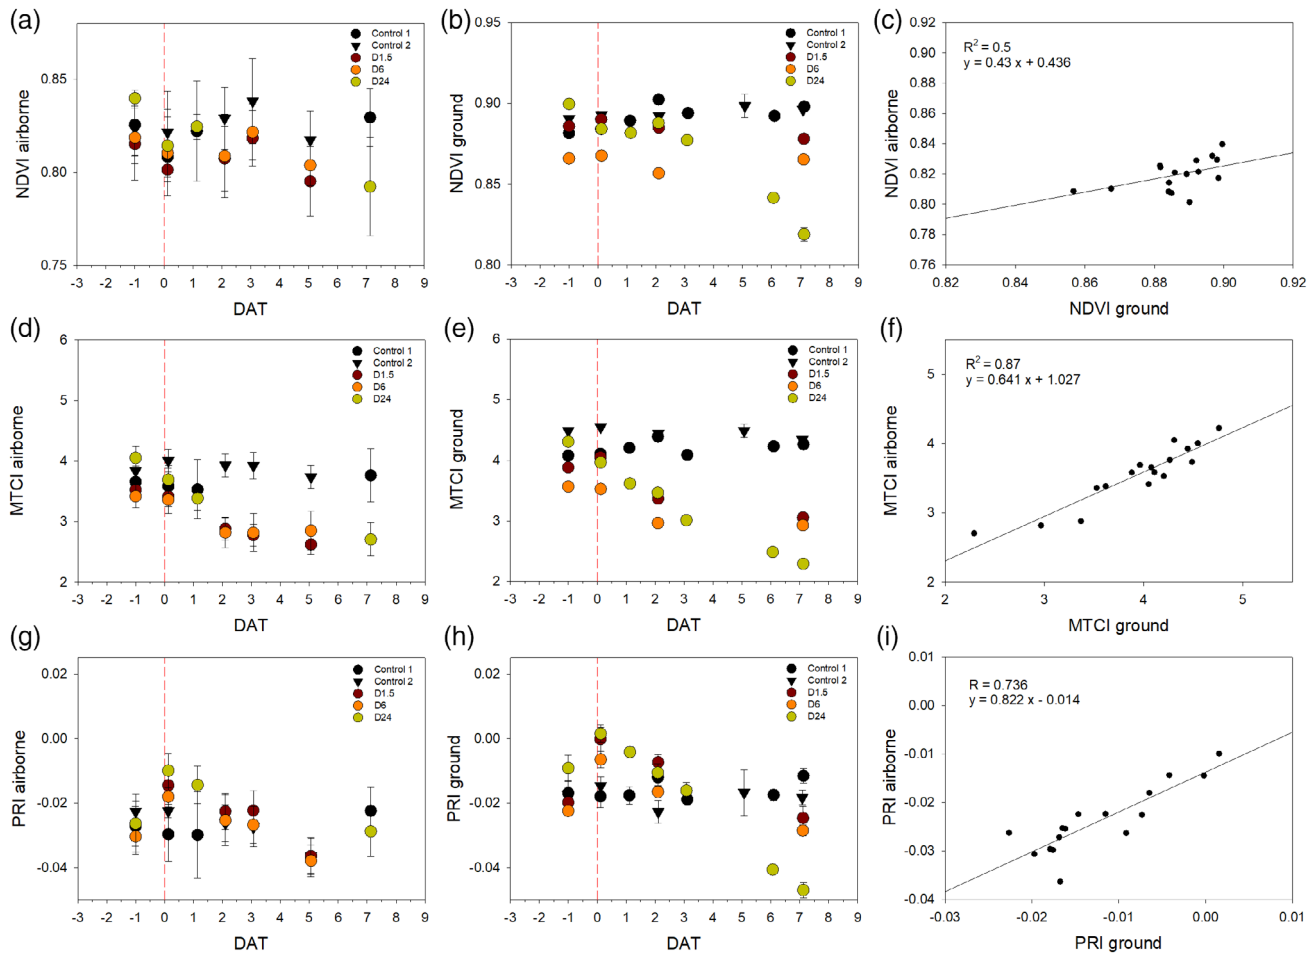 (a)
NDVI airborne
0.85
0.80
0.75
-3 -2 -1 0 1 2 3 4 5 6 7 8 9
DAT
Control 1
Control 2
D1.5
D6
D24
(b)
NDVI ground
0.95
0.90
0.85
0.80
-3 -2 -1 0 1 2 3 4 5 6 7 8 9
DAT
Control 1
Control 2
D1.5
D6
D24
(c)
NDVI airborne
0.92
0.90
0.88
0.86
0.84
0.82
0.80
0.78
0.76
R² = 0.5
y = 0.43 x + 0.436
0.82 0.84 0.86 0.88 0.90 0.92
NDVI ground
(d)
MTCI airborne
6
5
4
3
2
-3 -2 -1 0 1 2 3 4 5 6 7 8 9
DAT
Control 1
Control 2
D1.5
D6
D24
(e)
MTCI ground
6
5
4
3
2
1
-3 -2 -1 0 1 2 3 4 5 6 7 8 9
DAT
Control 1
Control 2
D1.5
D6
D24
(f)
MTCI airborne
5
4
3
2
R² = 0.87
y = 0.641 x + 1.027
2 3 4 5
MTCI ground
(g)
PRI airborne
0.02
0.00
-0.02
-0.04
-3 -2 -1 0 1 2 3 4 5 6 7 8 9
DAT
Control 1
Control 2
D1.5
D6
D24
(h)
PRI ground
0.02
0.00
-0.02
-0.04
-3 -2 -1 0 1 2 3 4 5 6 7 8 9
DAT
Control 1
Control 2
D1.5
D6
D24
(i)
PRI airborne
0.01
0.00
-0.01
-0.02
-0.03
-0.04
R = 0.736
y = 0.822 x - 0.014
-0.03 -0.02 -0.01 0.00 0.01
PRI ground